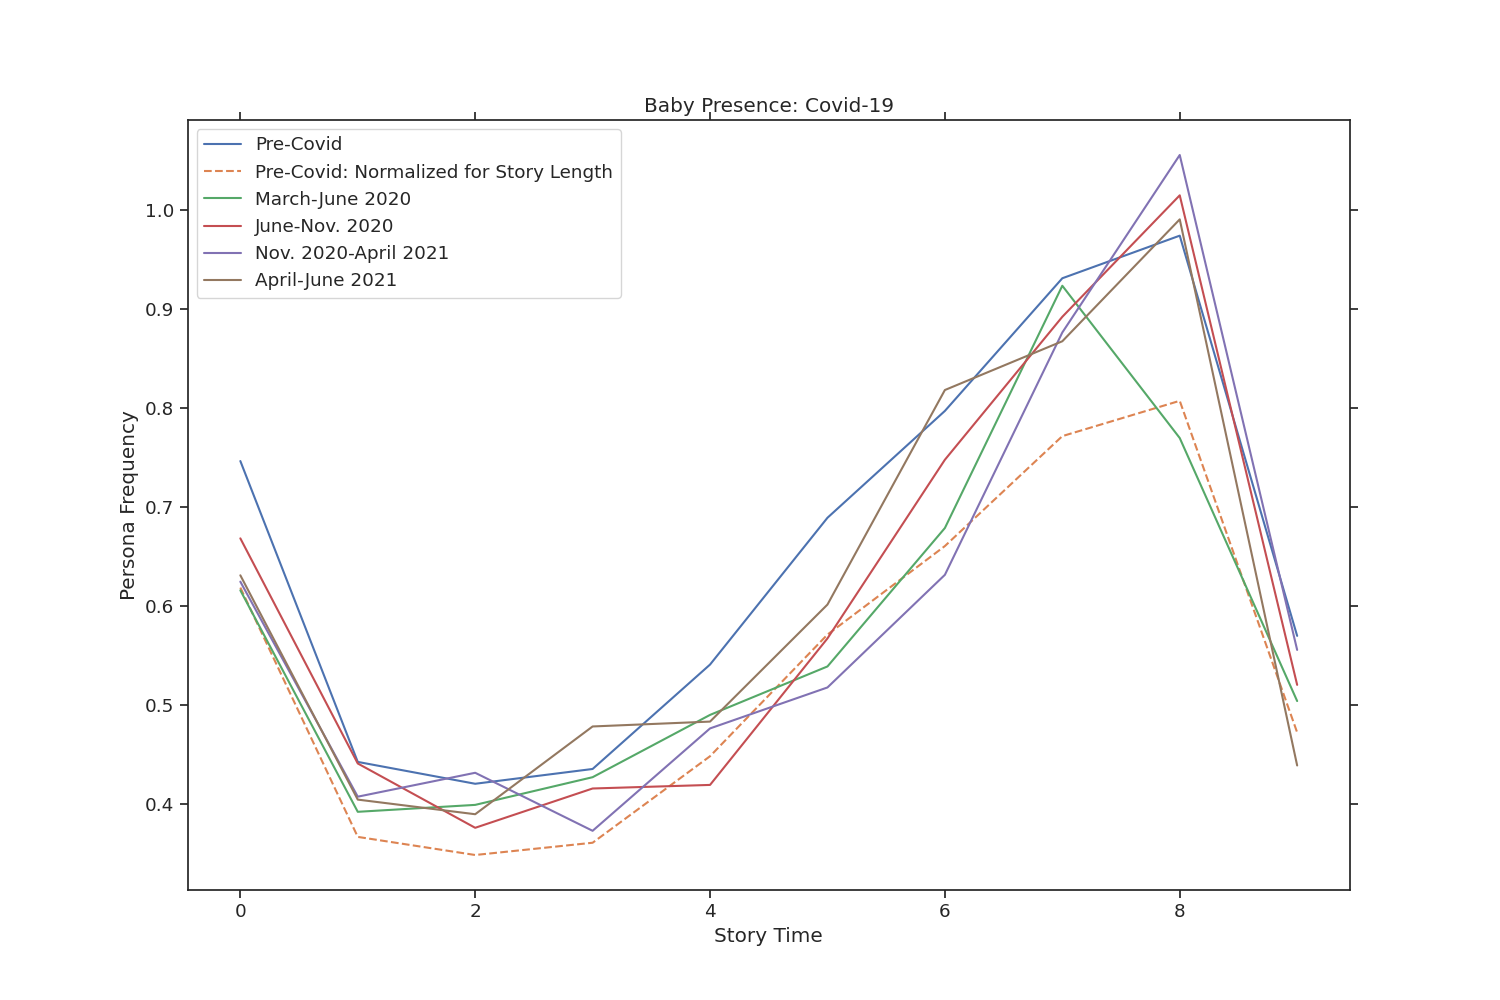 Baby Presence: Covid-19
Pre-Covid
Pre-Covid: Normalized for Story Length
March-June 2020
June-Nov. 2020
Nov. 2020-April 2021
April-June 2021
Persona Frequency
1.0
0.9
0.8
0.7
0.6
0.5
0.4
0 2 4 6 8
Story Time